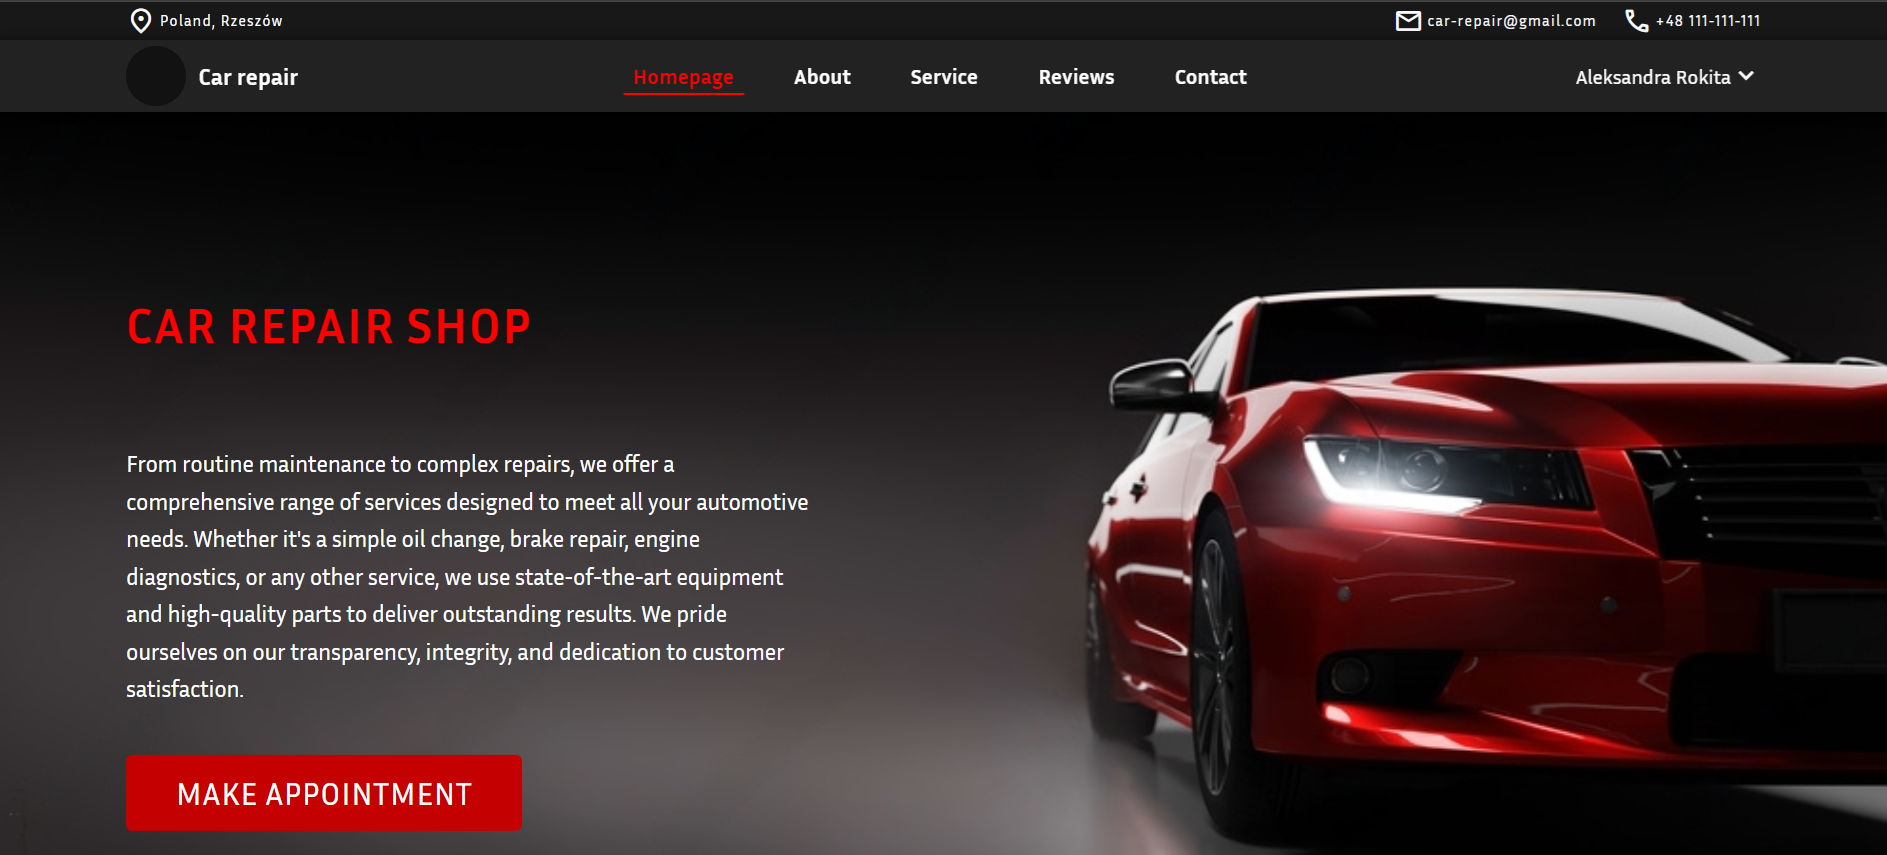 Poland, Rzeszów
car-repair@gmail.com
+48 111-111-111
Car repair
Homepage
About
Service
Reviews
Contact
Aleksandra Rokita
CAR REPAIR SHOP
From routine maintenance to complex repairs, we offer a
comprehensive range of services designed to meet all your automotive
needs. Whether it's a simple oil change, brake repair, engine
diagnostics, or any other service, we use state-of-the-art equipment
and high-quality parts to deliver outstanding results. We pride
ourselves on our transparency, integrity, and dedication to customer
satisfaction.
MAKE APPOINTMENT